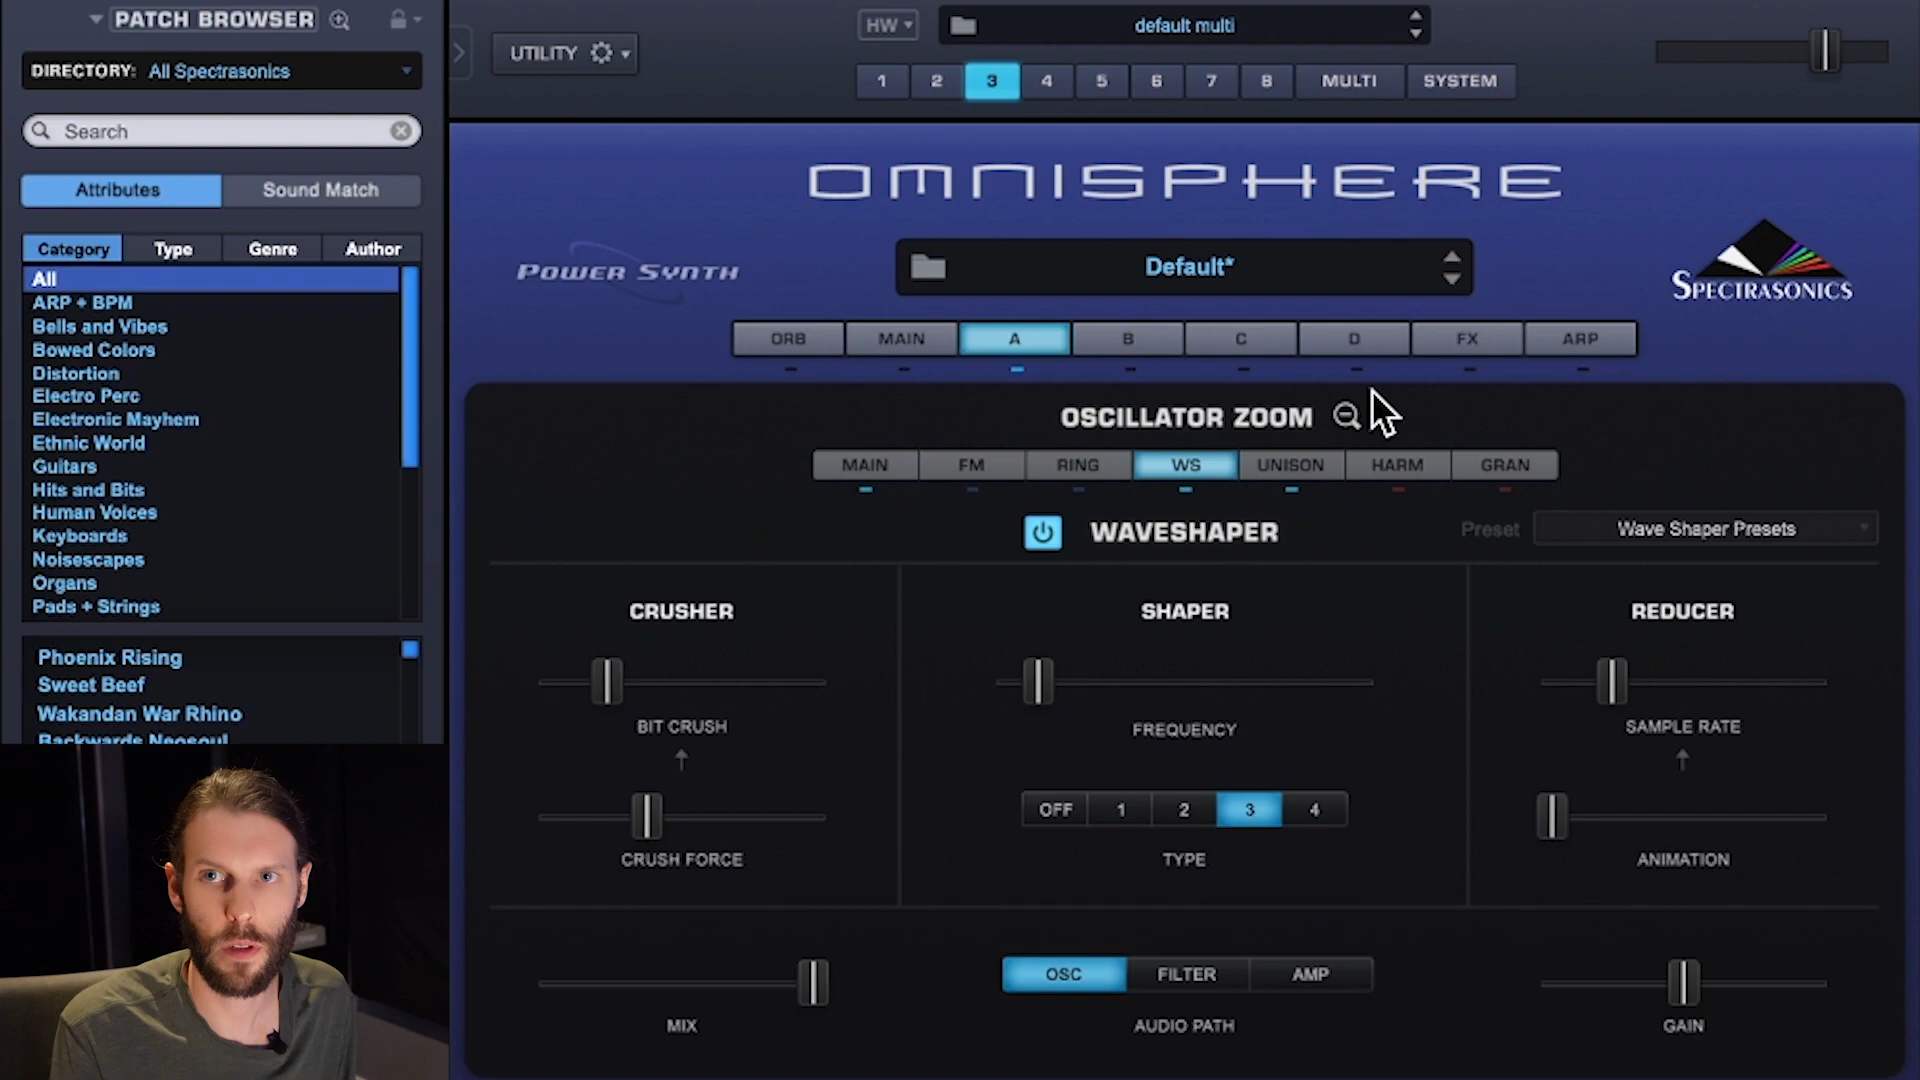 PATCH BROWSER
DIRECTORY: All Spectrasonics
Search
Attributes Sound Match
Category Type Genre Author
All
ARP + BPM
Bells and Vibes
Bowed Colors
Distortion
Electro Perc
Electronic Mayhem
Ethnic World
Guitars
Hits and Bits
Human Voices
Keyboards
Noisescapes
Organs
Pads + Strings
Phoenix Rising
Sweet Beef
Wakandan War Rhino
Backwards Neosoul
UTILITY
HW default multi
1 2 3 4 5 6 7 8 MULTI SYSTEM
OMNISPHERE
POWER SYNTH
Default*
SPECTRASONICS
ORB MAIN A B C D FX ARP
OSCILLATOR ZOOM
MAIN FM RING WS UNISON HARM GRAN
WAVESHAPER
Preset Wave Shaper Presets
CRUSHER
BIT CRUSH
CRUSH FORCE
SHAPER
FREQUENCY
OFF 1 2 3 4
TYPE
REDUCER
SAMPLE RATE
ANIMATION
MIX
OSC FILTER AMP
AUDIO PATH
GAIN